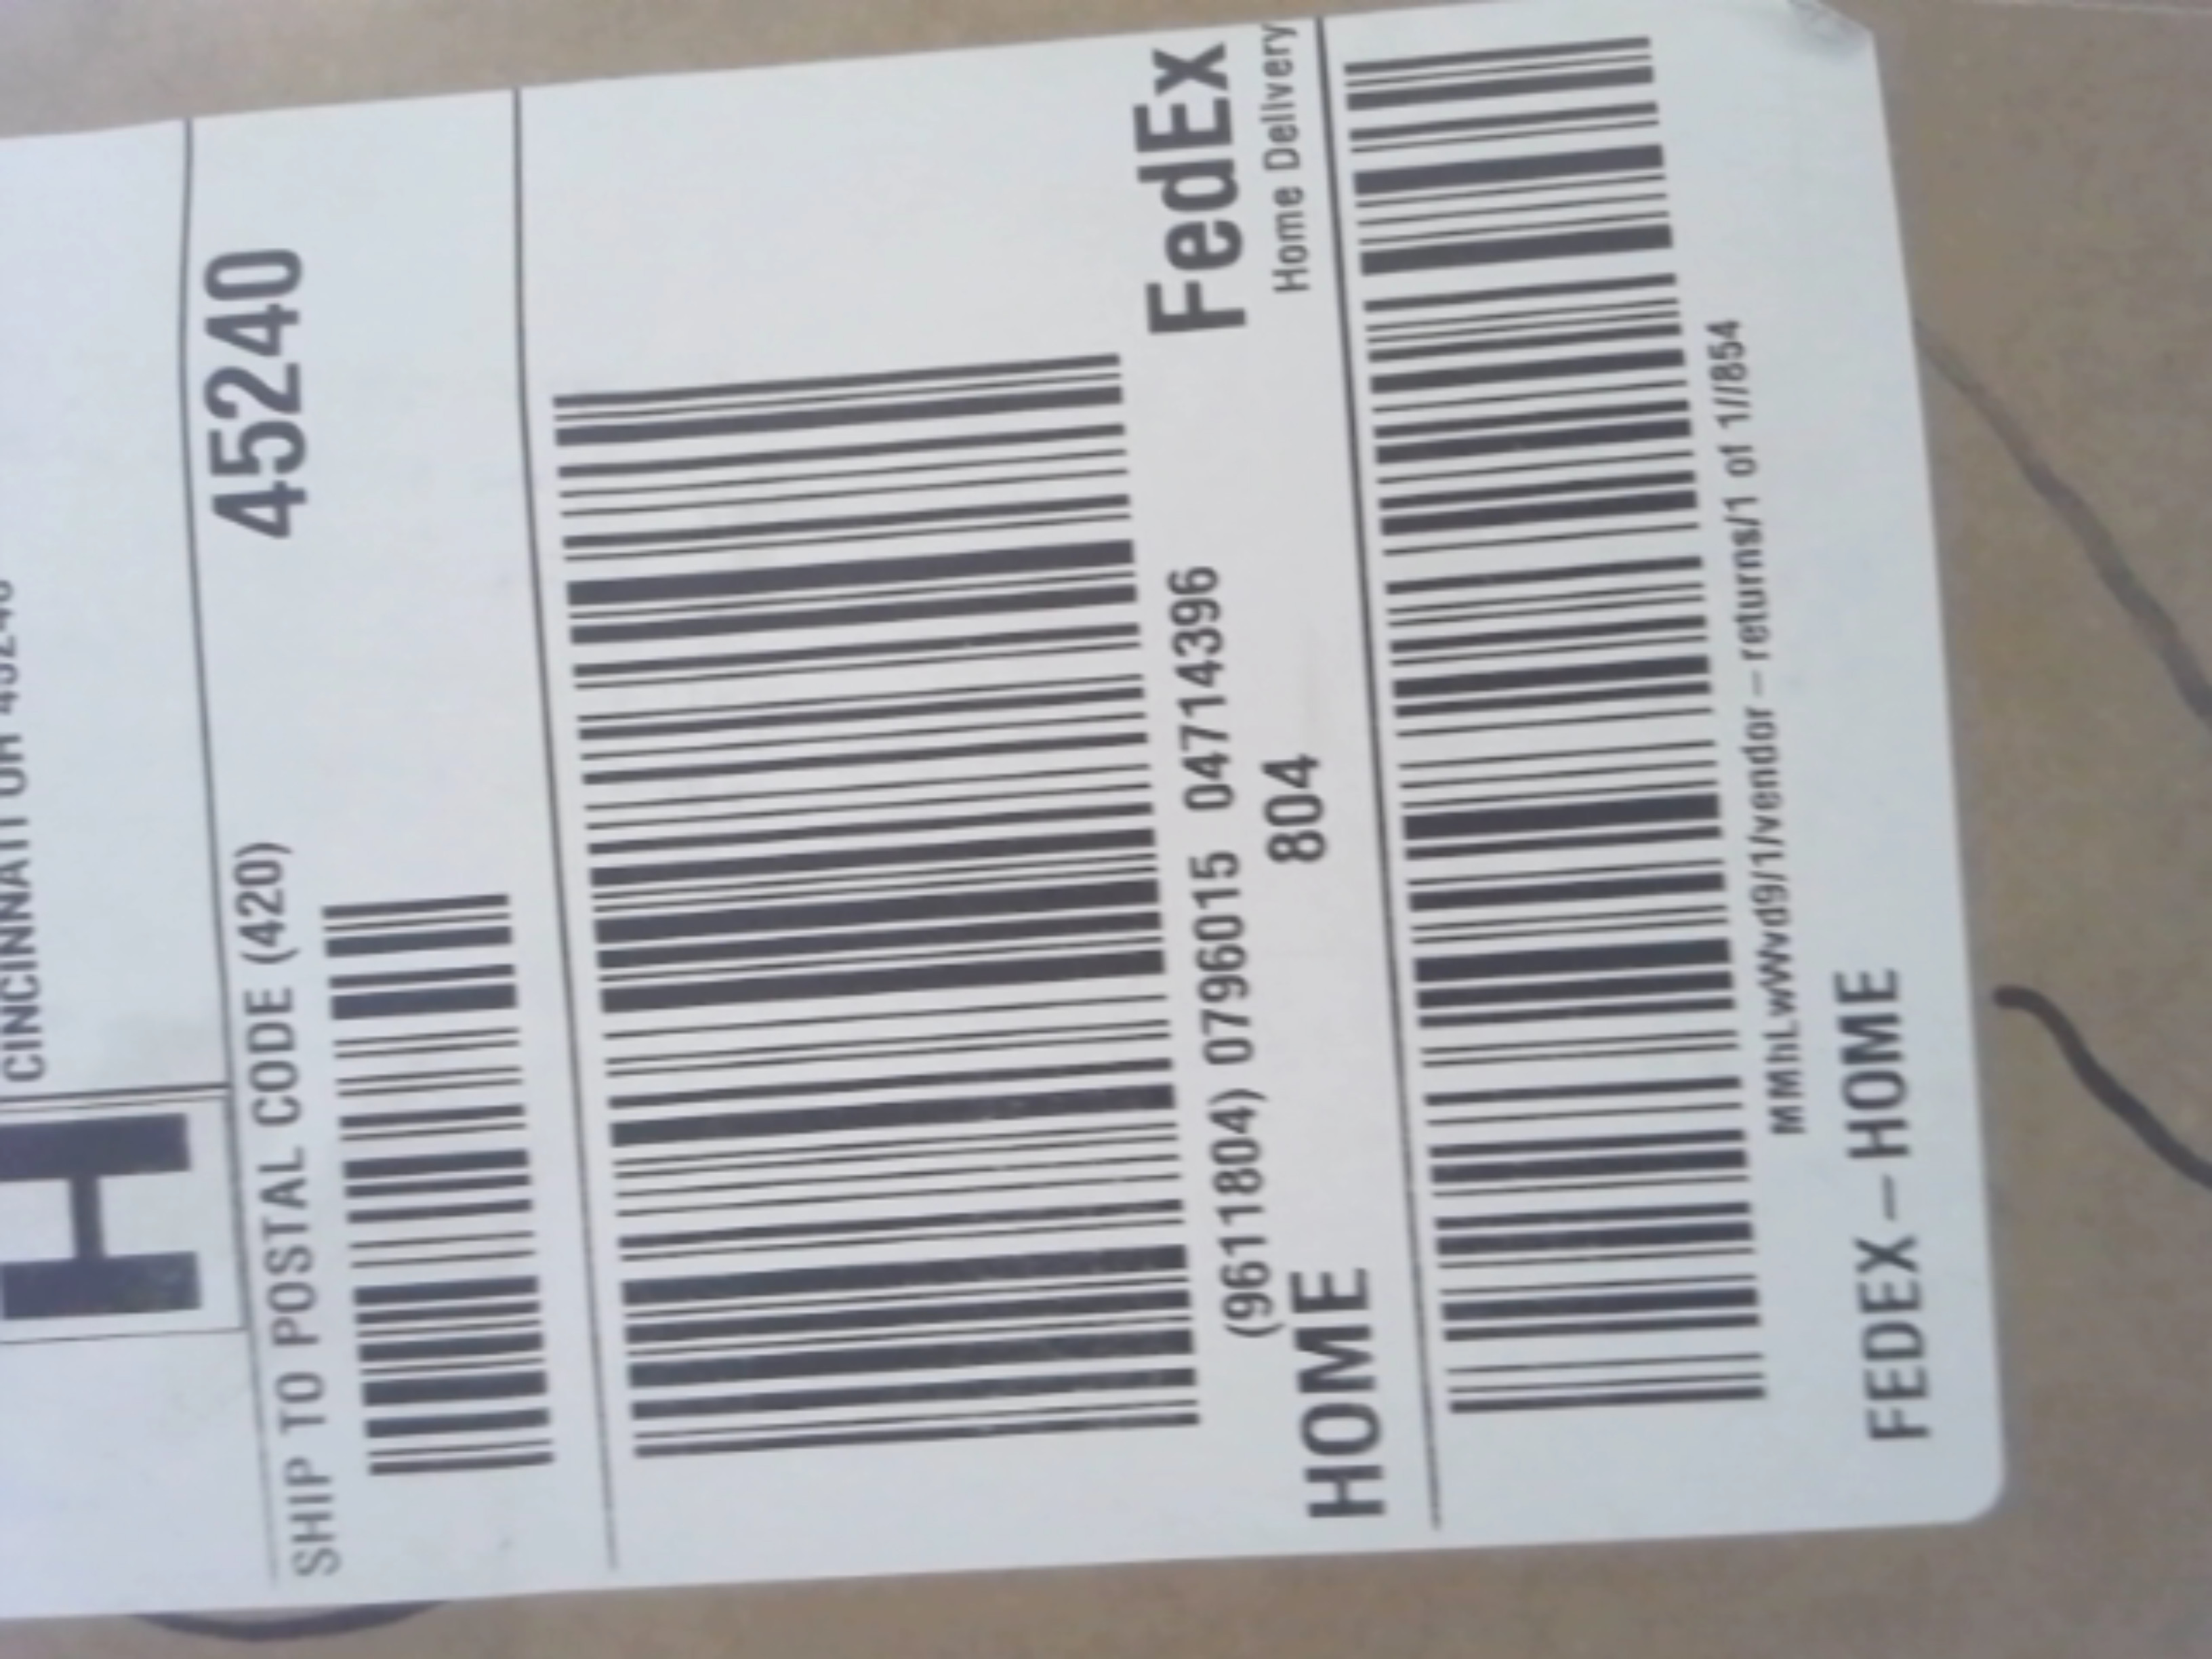 H
CINCINNATI OH 45240
SHIP TO POSTAL CODE (420)
45240
FedEx
Home Delivery
(9611804) 0796015 04714396
HOME
804
MMhLwWvd9/1/vendor - returns/1 of 1//854
FEDEX - HOME